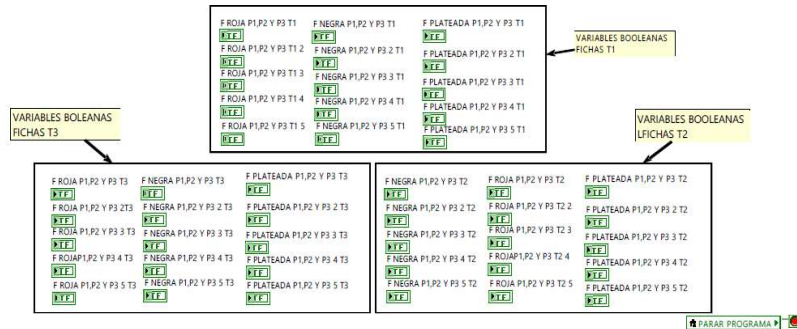 F ROJA P1,P2 Y P3 T1 F NEGRA P1,P2 Y P3 T1 F PLATEADA P1,P2 Y P3 T1
TF TF TF
F ROJA P1,P2 Y P3 T1 2 F NEGRA P1,P2 Y P3 2 T1 F PLATEADA P1,P2 Y P3 2 T1
TF TF TF
F ROJA P1,P2 Y P3 T1 3 F NEGRA P1,P2 Y P3 3 T1 F PLATEADA P1,P2 Y P3 3 T1
TF TF TF
F ROJA P1,P2 Y P3 T1 4 F NEGRA P1,P2 Y P3 4 T1 F PLATEADA P1,P2 Y P3 4 T1
TF TF TF
F ROJA P1,P2 Y P3 T1 5 F NEGRA P1,P2 Y P3 5 T1 F PLATEADA P1,P2 Y P3 5 T1
TF TF TF
VARIABLES BOOLEANAS
FICHAS T1
VARIABLES BOLEANAS
FICHAS T3
VARIABLES BOOLEANAS
LFICHAS T2
F ROJA P1,P2 Y P3 T3 F NEGRA P1,P2 Y P3 T3 F PLATEADA P1,P2 Y P3 T3
TF TF TF
F ROJA P1,P2 Y P3 2T3 F NEGRA P1,P2 Y P3 2 T3 F PLATEADA P1,P2 Y P3 2 T3
TF TF TF
F ROJA P1,P2 Y P3 3 T3 F NEGRA P1,P2 Y P3 3 T3 F PLATEADA P1,P2 Y P3 3 T3
TF TF TF
F ROJAP1,P2 Y P3 4 T3 F NEGRA P1,P2 Y P3 4 T3 F PLATEADA P1,P2 Y P3 4 T3
TF TF TF
F ROJA P1,P2 Y P3 5 T3 F NEGRA P1,P2 Y P3 5 T3 F PLATEADA P1,P2 Y P3 5 T3
TF TF TF
F NEGRA P1,P2 Y P3 T2 F ROJA P1,P2 Y P3 T2 F PLATEADA P1,P2 Y P3 T2
TF TF TF
F NEGRA P1,P2 Y P3 2 T2 F ROJA P1,P2 Y P3 T2 2 F PLATEADA P1,P2 Y P3 2 T2
TF TF TF
F NEGRA P1,P2 Y P3 3 T2 F ROJA P1,P2 Y P3 T2 3 F PLATEADA P1,P2 Y P3 3 T2
TF TF TF
F NEGRA P1,P2 Y P3 4 T2 F ROJAP1,P2 Y P3 T2 4 F PLATEADA P1,P2 Y P3 4 T2
TF TF TF
F NEGRA P1,P2 Y P3 5 T2 F ROJA P1,P2 Y P3 T2 5 F PLATEADA P1,P2 Y P3 5 T2
TF TF TF
PARAR PROGRAMA